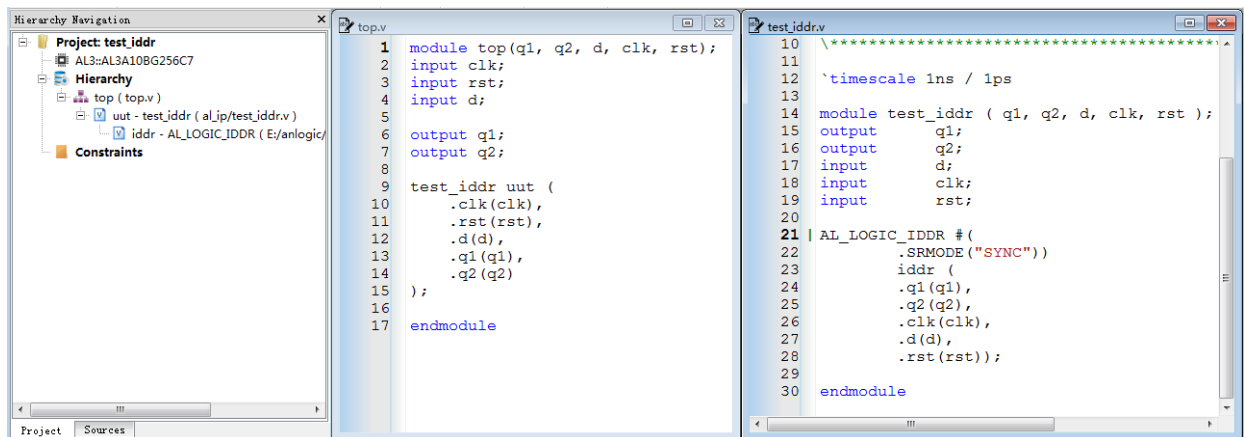 Hierarchy Navigation
Project: test_iddr
AL3::AL3A10BG256C7
Hierarchy
top ( top.v )
uut - test_iddr ( al_ip/test_iddr.v )
iddr - AL_LOGIC_IDDR ( E:/anlogic/
Constraints
Project Sources
top.v
1 module top(q1, q2, d, clk, rst);
2 input clk;
3 input rst;
4 input d;
5
6 output q1;
7 output q2;
8
9 test_iddr uut (
10 .clk(clk),
11 .rst(rst),
12 .d(d),
13 .q1(q1),
14 .q2(q2)
15 );
16
17 endmodule
test_iddr.v
10 \*****************************************
11
12 `timescale 1ns / 1ps
13
14 module test_iddr ( q1, q2, d, clk, rst );
15 output q1;
16 output q2;
17 input d;
18 input clk;
19 input rst;
20
21 AL_LOGIC_IDDR #(
22 .SRMODE("SYNC"))
23 iddr (
24 .q1(q1),
25 .q2(q2),
26 .clk(clk),
27 .d(d),
28 .rst(rst));
29
30 endmodule